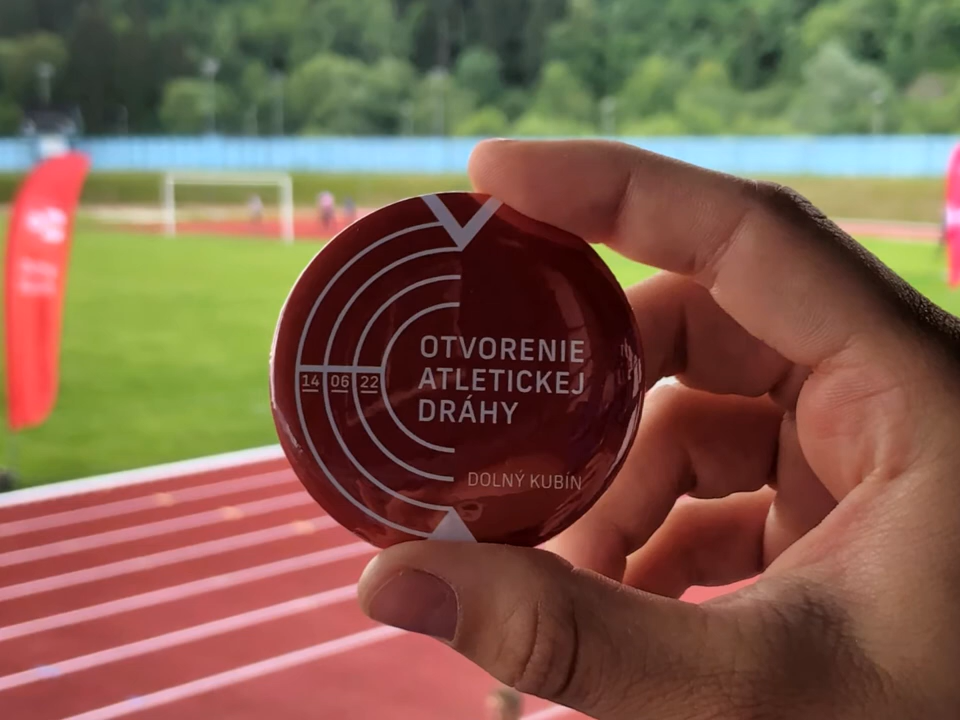 OTVORENIE
ATLETICKEJ
DRÁHY
14 06 22
DOLNÝ KUBÍN